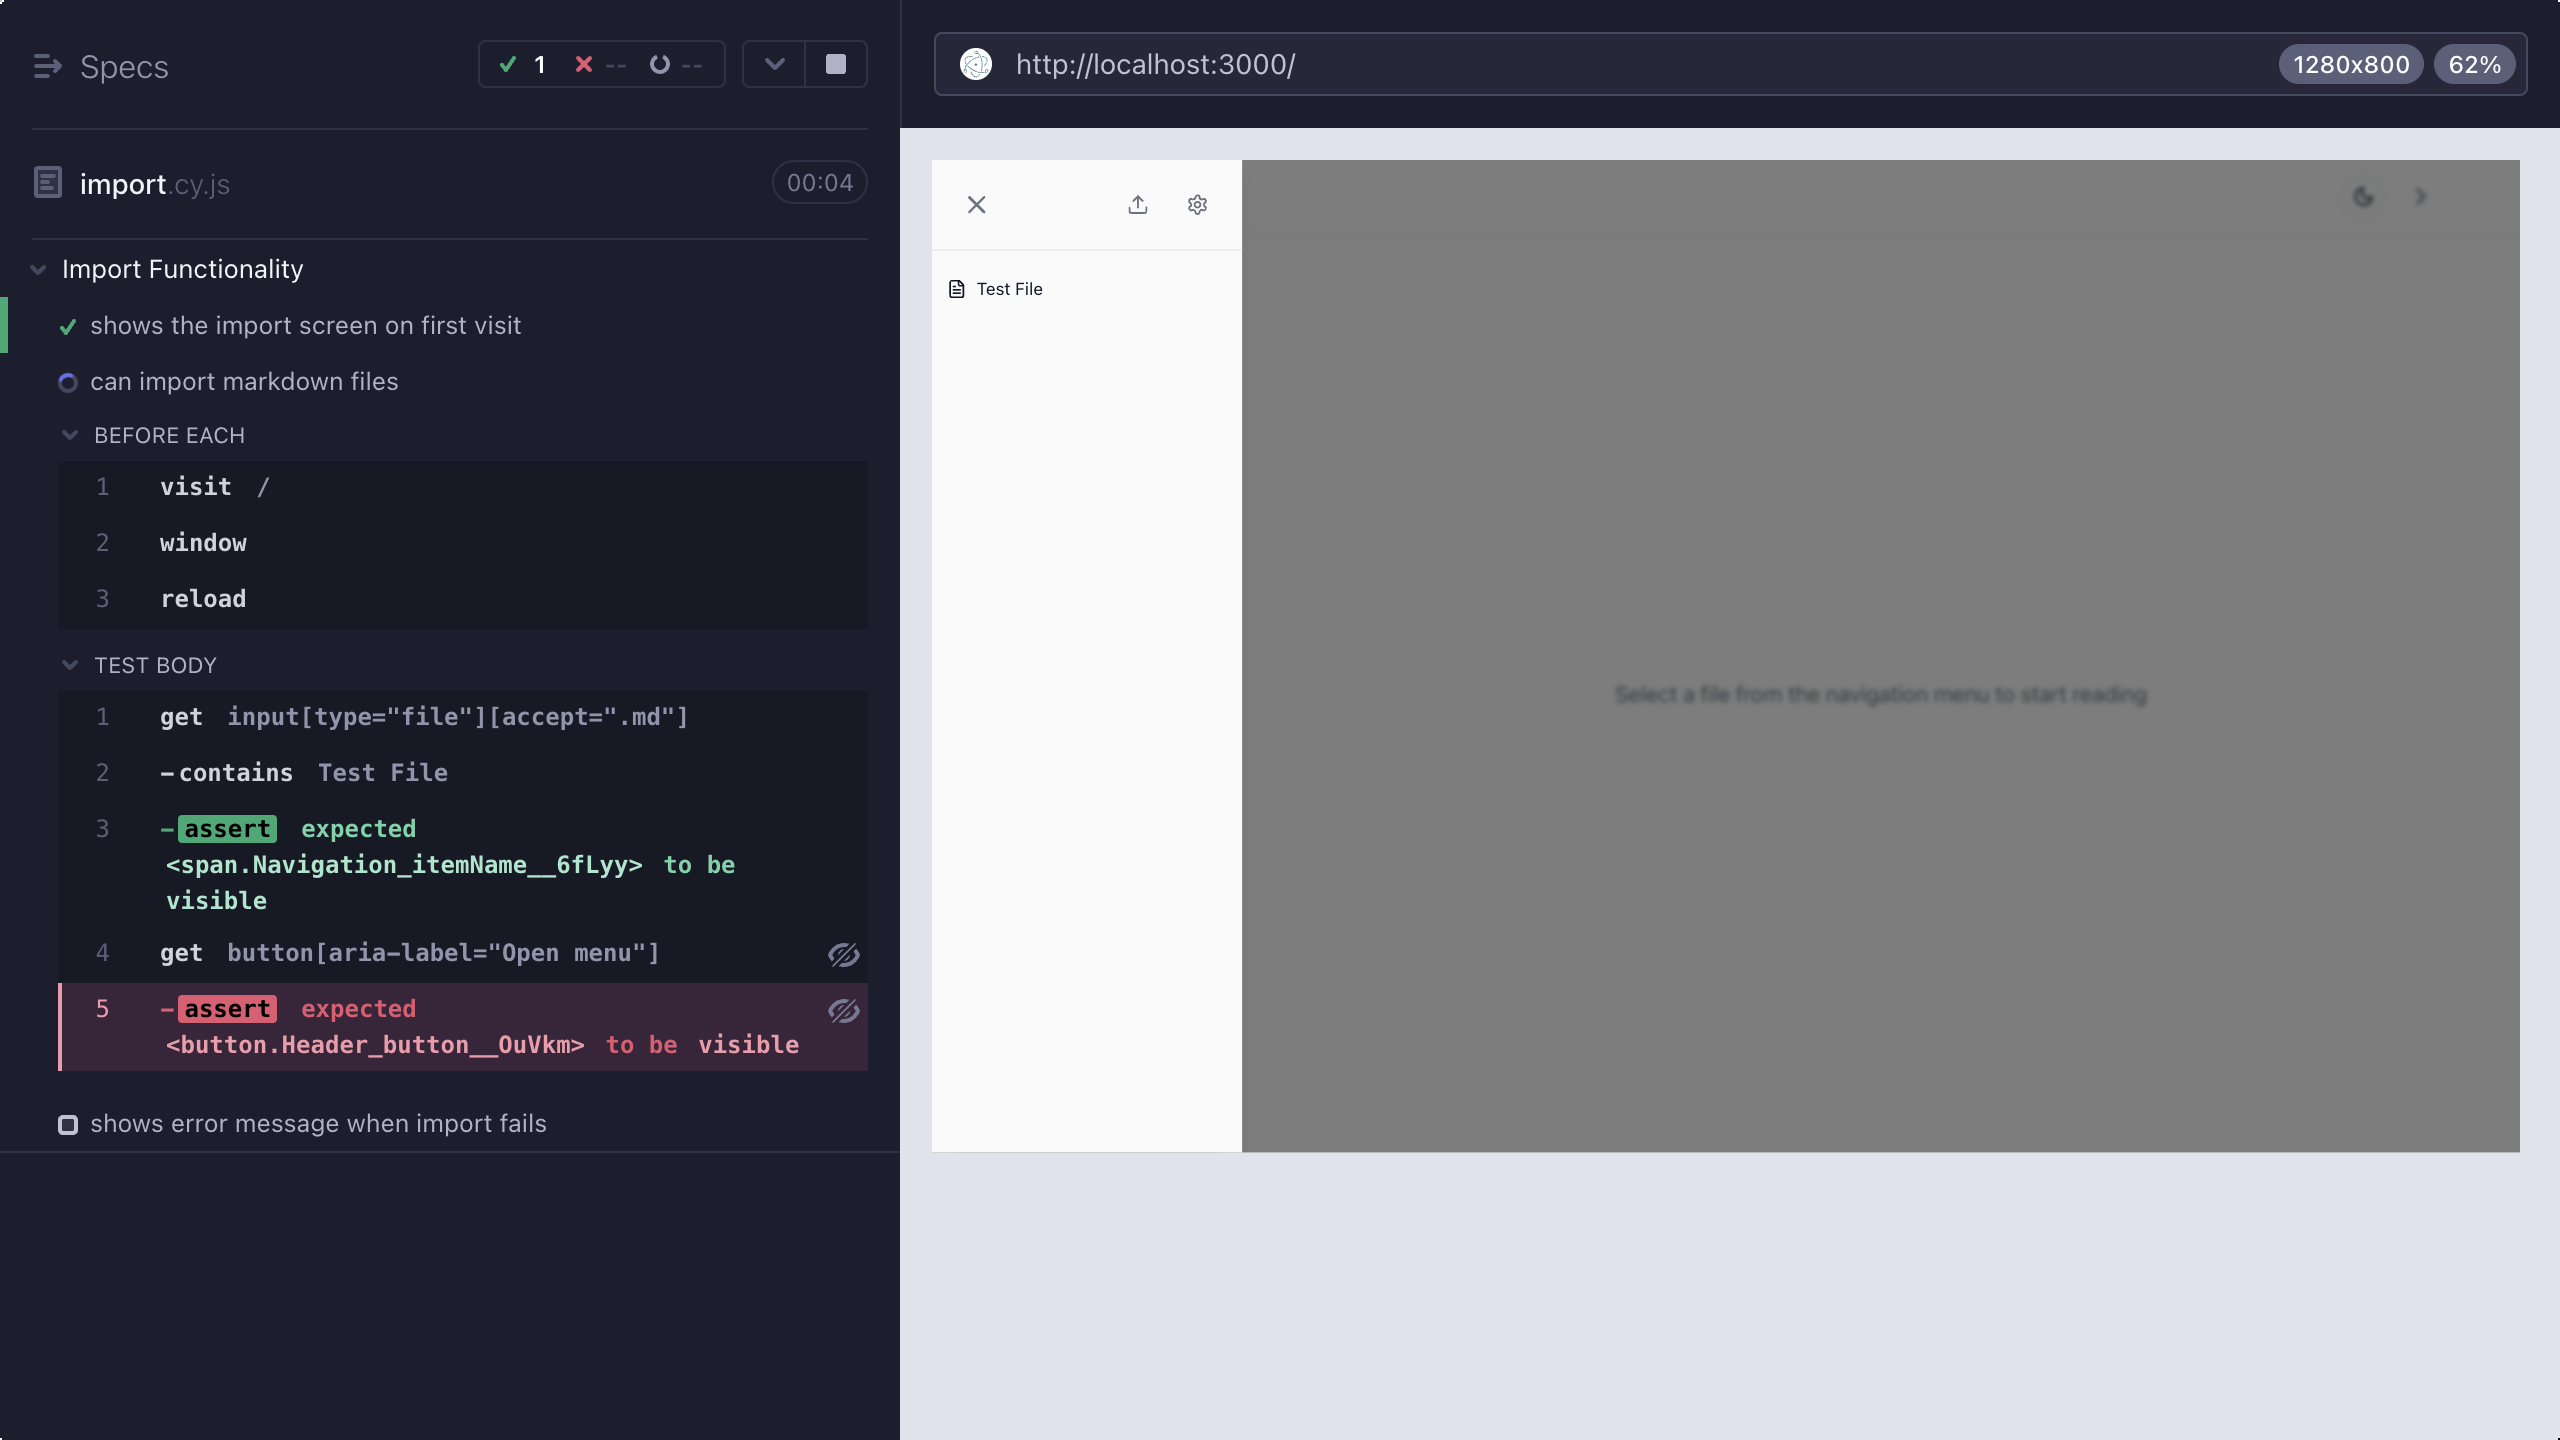 Specs
1 -- --
import.cy.js
00:04
Import Functionality
shows the import screen on first visit
can import markdown files
BEFORE EACH
1 visit /
2 window
3 reload
TEST BODY
1 get input[type="file"][accept=".md"]
2 -contains Test File
3 -assert expected
<span.Navigation_itemName__6fLyy> to be
visible
4 get button[aria-label="Open menu"]
5 -assert expected
<button.Header_button__OuVkm> to be visible
shows error message when import fails
http://localhost:3000/
1280x800 62%
Test File
Select a file from the navigation menu to start reading